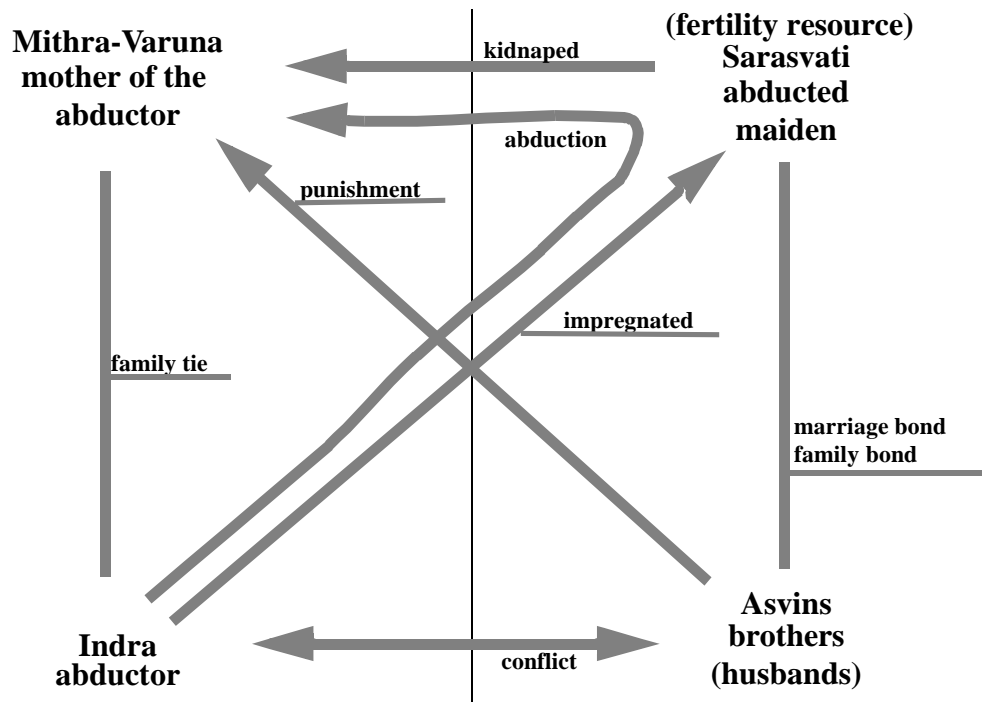 Mithra-Varuna
mother of the
abductor
(fertility resource)
Sarasvati
abducted
maiden
kidnaped
abduction
punishment
impregnated
family tie
marriage bond
family bond
Indra
abductor
conflict
Asvins
brothers
(husbands)